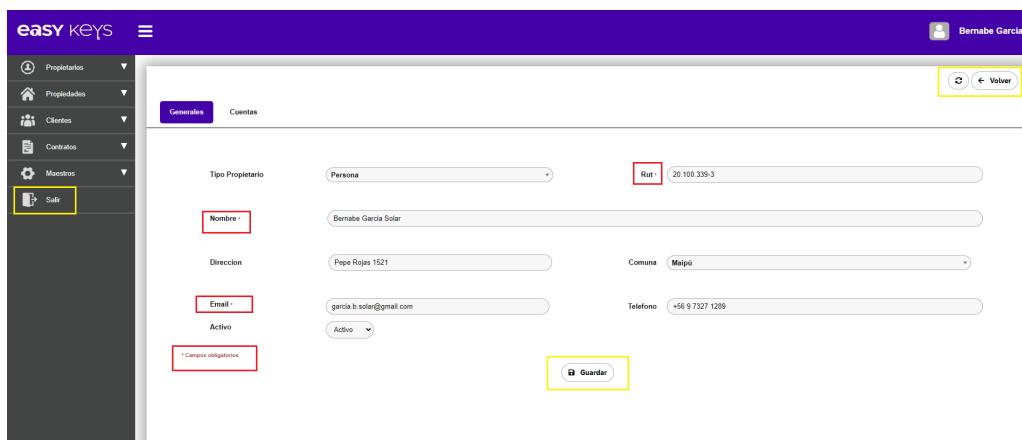 easy keys
Bernabe Garcia
Propietarios
Propiedades
Clientes
Contratos
Maestros
Salir
Volver
Generales Cuentas
Tipo Propietario Persona Rut * 20.100.339-3
Nombre * Bernabe García Solar
Direccion Pepe Rojas 1521 Comuna Maipú
Email * garcia.b.solar@gmail.com Telefono +56 9 7327 1289
Activo Activo
* Campos obligatorios
Guardar